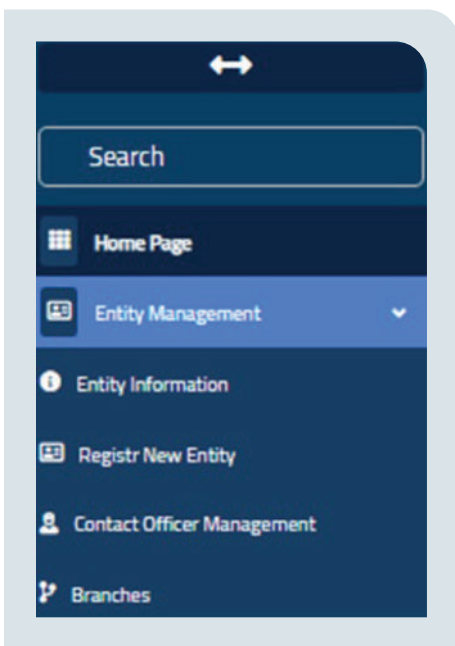 Search
Home Page
Entity Management
Entity Information
Registr New Entity
Contact Officer Management
Branches